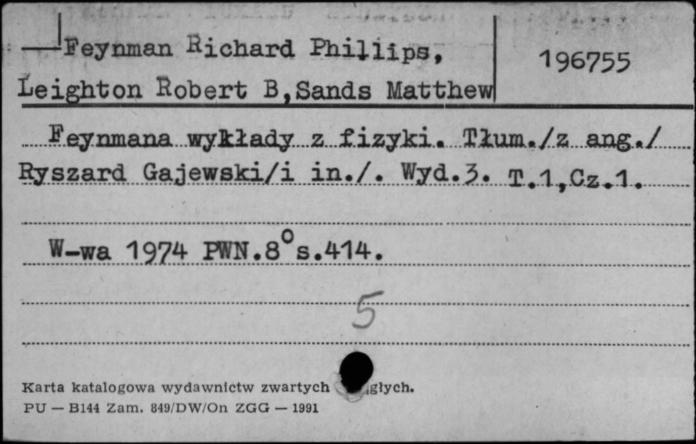 Feynman Richard Philiips,
196755
Leighton Robert B,Sands Matthew
Feynmana wykłady z fizyki. Tłum./z ang./
Ryszard Gajewski/i in./. Wyd.3. T.1,Cz.1.
W-wa 1974 PWN.8° s.414.
5
Karta katalogowa wydawnictw zwartych
PU — B144 Zam. 849/DW/On ZGG — 1991